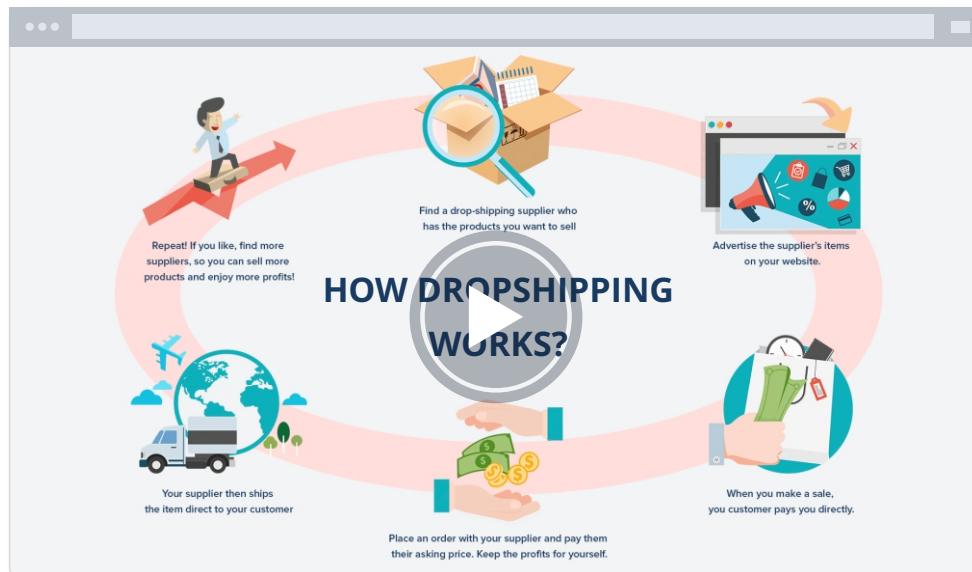 HOW DROPSHIPPING
WORKS?
Find a drop-shipping supplier who
has the products you want to sell
Advertise the supplier's items
on your website.
When you make a sale,
you customer pays you directly.
Place an order with your supplier and pay them
their asking price. Keep the profits for yourself.
Your supplier then ships
the item direct to your customer
Repeat! If you like, find more
suppliers, so you can sell more
products and enjoy more profits!